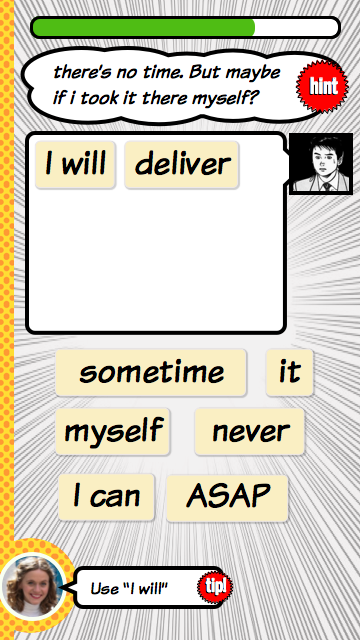 there's no time. But maybe
if i took it there myself?
hint
I will deliver
sometime it
myself never
I can ASAP
Use "I will"
tip!